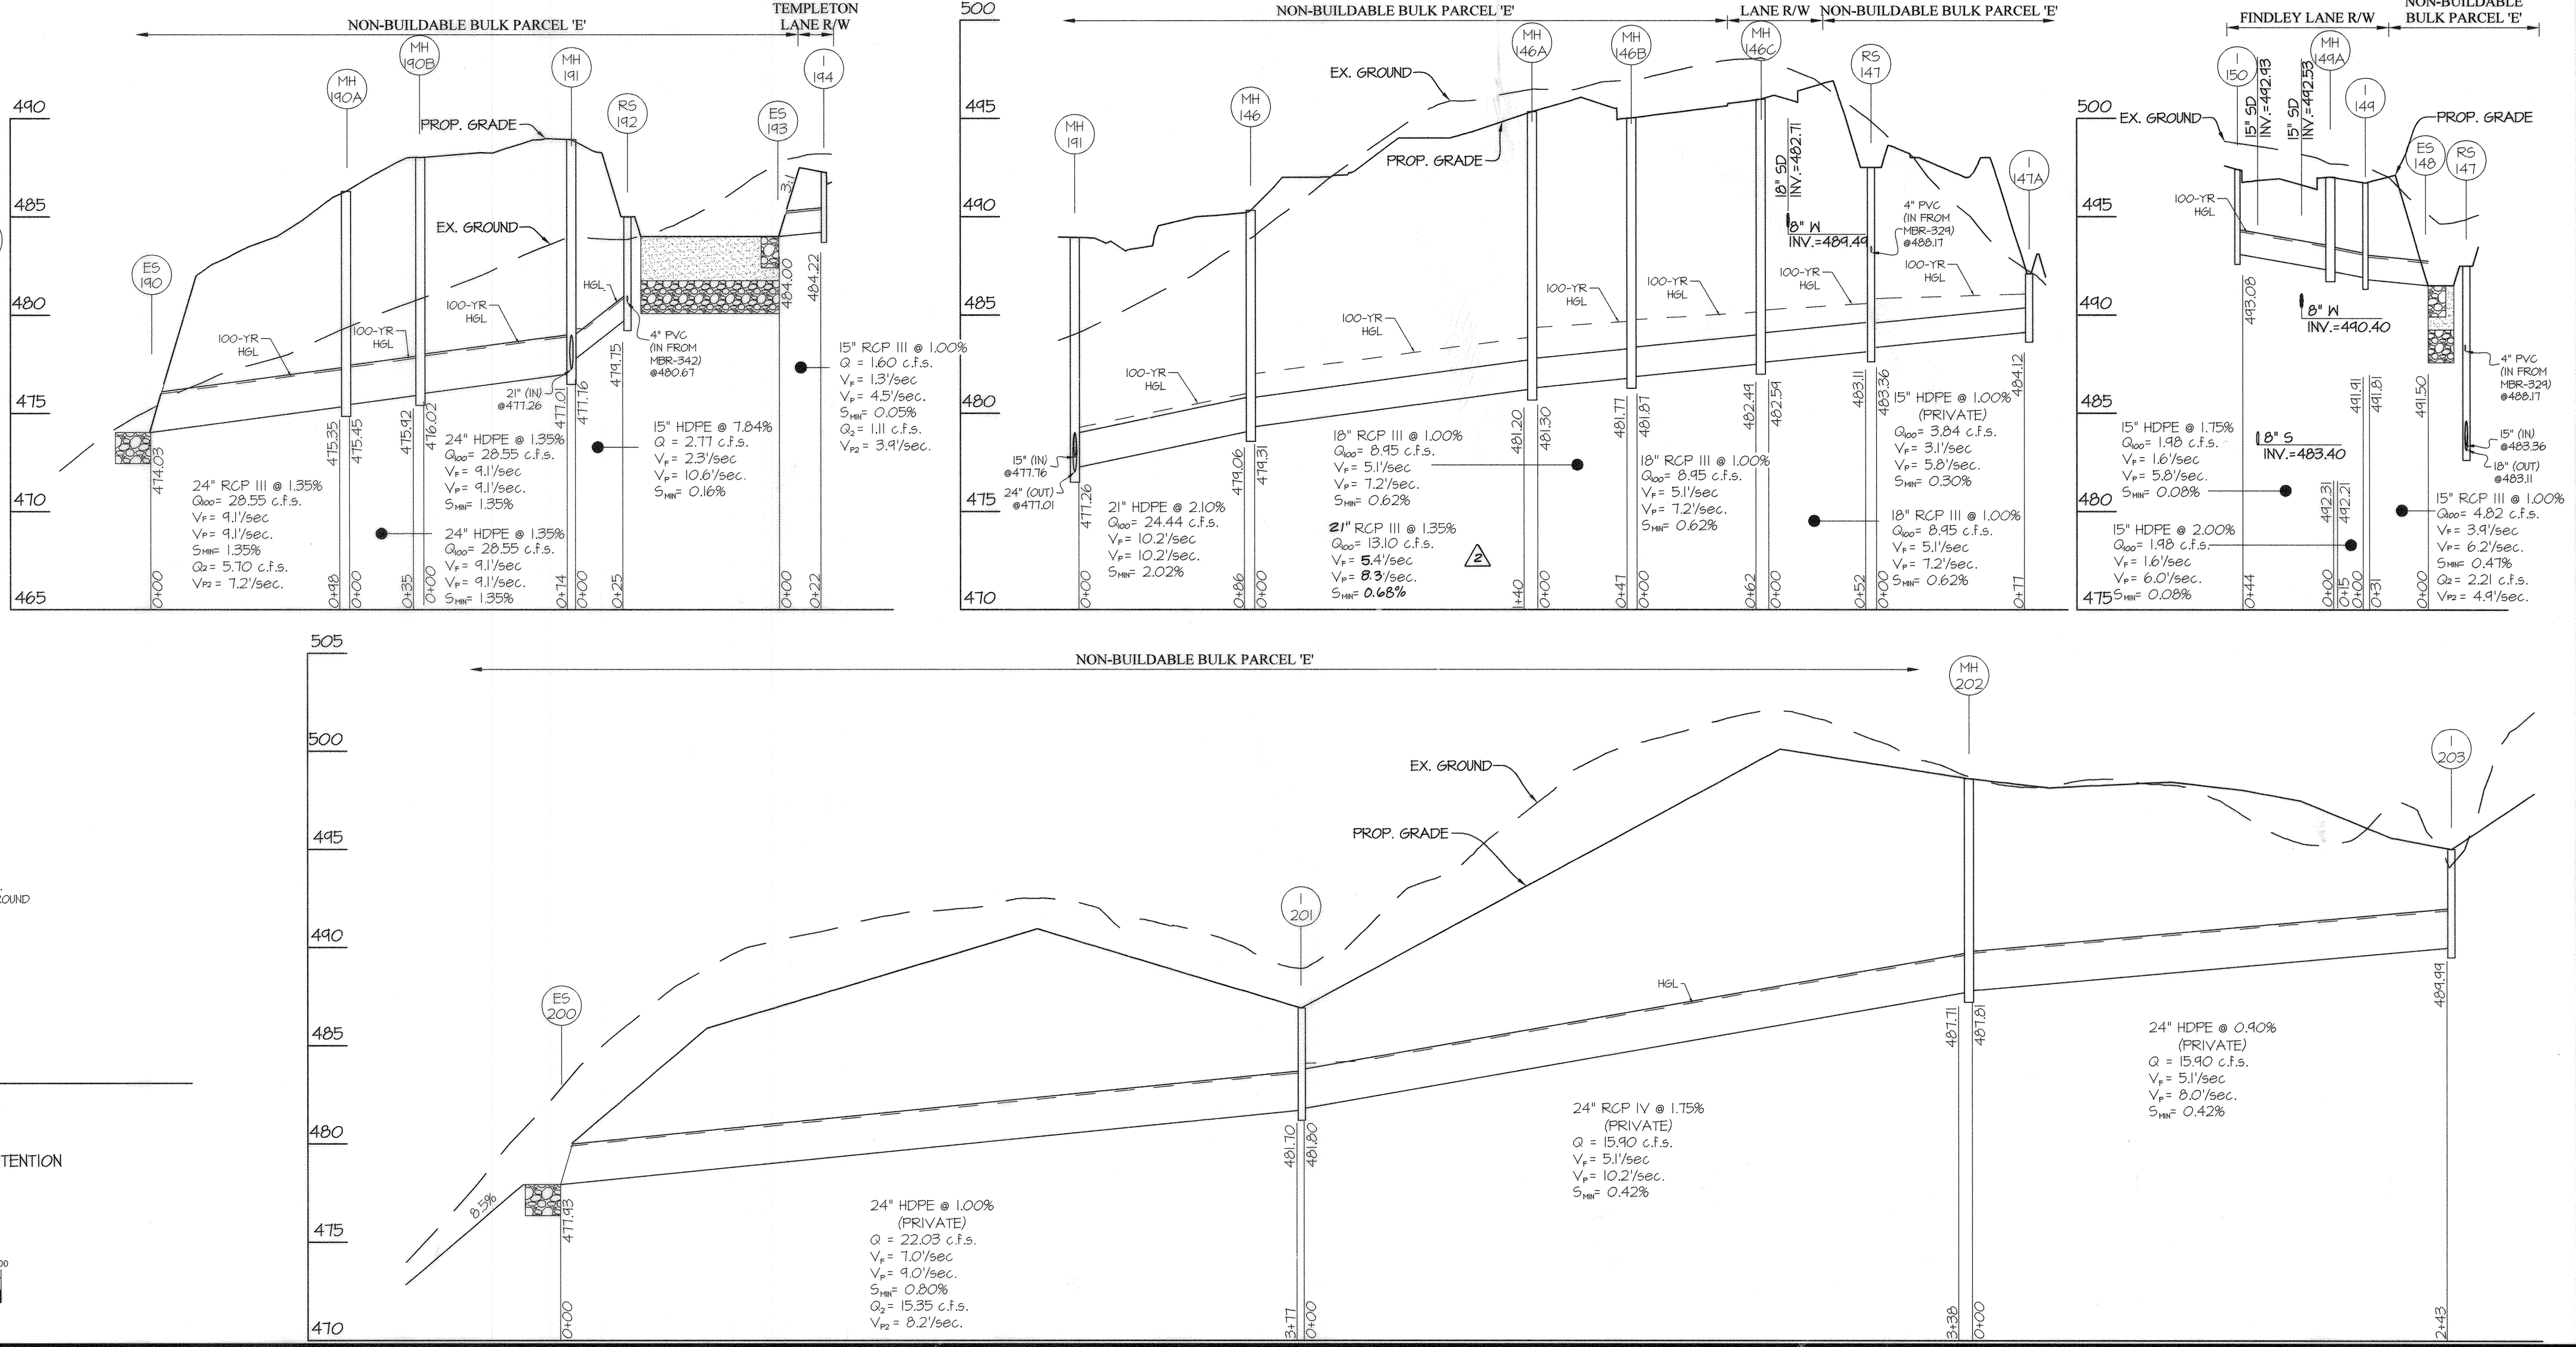 NON-BUILDABLE BULK PARCEL 'E'
TEMPLETON
LANE R/W
MH
190B
MH
191
I
194
MH
190A
RS
192
ES
193
ES
190
490
485
480
475
470
465
PROP. GRADE
EX. GROUND
3:1
100-YR
HGL
100-YR
HGL
100-YR
HGL
HGL
484.00
484.22
4" PVC
(IN FROM
MBR-342)
@480.67
21" (IN)
@477.26
474.03
475.35
475.45
475.92
476.02
477.01
477.76
479.75
15" RCP III @ 1.00%
Q = 1.60 c.f.s.
VF = 1.3'/sec
VP = 4.5'/sec.
SMIN = 0.05%
Q2 = 1.11 c.f.s.
VP2 = 3.9'/sec.
15" HDPE @ 7.84%
Q = 2.77 c.f.s.
VF = 2.3'/sec
VP = 10.6'/sec.
SMIN= 0.16%
24" HDPE @ 1.35%
Q100 = 28.55 c.f.s.
VF = 9.1'/sec
VP = 9.1'/sec.
SMIN= 1.35%
24" RCP III @ 1.35%
Q100= 28.55 c.f.s.
VF= 9.1'/sec
VP= 9.1'/sec.
SMIN= 1.35%
Q2= 5.70 c.f.s.
VP2 = 7.2'/sec.
24" HDPE @ 1.35%
Q100= 28.55 c.f.s.
VF = 9.1'/sec
VP = 9.1'/sec.
SMIN= 1.35%
0+00
0+98
0+00
0+35
0+00
0+14
0+00
0+25
0+00
0+22
NON-BUILDABLE BULK PARCEL 'E'
LANE R/W
NON-BUILDABLE BULK PARCEL 'E'
500
495
490
485
480
475
470
MH
191
MH
146
MH
146A
MH
146B
MH
146C
RS
147
I
147A
EX. GROUND
PROP. GRADE
18" SD
INV.=482.71
8" W
INV.=489.49
4" PVC
(IN FROM
MBR-329)
@488.17
100-YR
HGL
100-YR
HGL
100-YR
HGL
100-YR
HGL
100-YR
HGL
100-YR
HGL
15" (IN)
@477.76
24" (OUT)
@477.01
477.26
479.06
479.31
481.20
481.30
481.77
481.87
482.49
482.59
483.11
483.36
484.12
21" HDPE @ 2.10%
Q100= 24.44 c.f.s.
VF = 10.2'/sec
VP = 10.2'/sec.
SMIN= 2.02%
18" RCP III @ 1.00%
Q100= 8.95 c.f.s.
VF = 5.1'/sec
VP = 7.2'/sec.
SMIN= 0.62%
21" RCP III @ 1.35%
Q100= 13.10 c.f.s.
VF = 5.4'/sec
VP = 8.3'/sec.
SMIN= 0.68%
2
18" RCP III @ 1.00%
Q100= 8.95 c.f.s.
VF = 5.1'/sec
VP = 7.2'/sec.
SMIN= 0.62%
15" HDPE @ 1.00%
(PRIVATE)
Q100= 3.84 c.f.s.
VF = 3.1'/sec
VP = 5.8'/sec.
SMIN = 0.30%
18" RCP III @ 1.00%
Q100= 8.95 c.f.s.
VF = 5.1'/sec
VP = 7.2'/sec.
SMIN= 0.62%
0+00
0+86
0+00
1+40
0+00
0+47
0+00
0+62
0+00
0+52
0+00
0+77
NON-BUILDABLE
BULK PARCEL 'E'
FINDLEY LANE R/W
I
150
MH
149A
I
149
ES
148
RS
147
15" SD
INV.=492.93
15" SD
INV.=492.53
500
495
490
485
480
475
EX. GROUND
PROP. GRADE
100-YR
HGL
8" W
INV.=490.40
8" S
INV.=483.40
4" PVC
(IN FROM
MBR-329)
@488.17
15" (IN)
@483.36
18" (OUT)
@483.11
493.08
492.31
492.21
491.91
491.81
491.50
15" HDPE @ 1.75%
Q100= 1.98 c.f.s.
VF = 1.6'/sec
VP = 5.8'/sec.
SMIN= 0.08%
15" HDPE @ 2.00%
Q100= 1.98 c.f.s.
VF = 1.6'/sec
VP = 6.0'/sec.
SMIN= 0.08%
15" RCP III @ 1.00%
Q100= 4.82 c.f.s.
VF = 3.9'/sec
VP = 6.2'/sec.
SMIN= 0.47%
Q2 = 2.21 c.f.s.
VP2= 4.9'/sec.
0+44
0+00
0+15
0+00
0+31
0+00
505
500
495
490
485
480
475
470
NON-BUILDABLE BULK PARCEL 'E'
MH
202
I
203
I
201
ES
200
EX. GROUND
PROP. GRADE
HGL
8.5%
477.93
481.70
481.80
487.71
487.81
489.99
24" HDPE @ 1.00%
(PRIVATE)
Q = 22.03 c.f.s.
VF = 7.0'/sec
VP = 9.0'/sec.
SMIN= 0.80%
Q2 = 15.35 c.f.s.
VP2 = 8.2'/sec.
24" RCP IV @ 1.75%
(PRIVATE)
Q = 15.90 c.f.s.
VF = 5.1'/sec
VP = 10.2'/sec.
SMIN= 0.42%
24" HDPE @ 0.90%
(PRIVATE)
Q = 15.90 c.f.s.
VF = 5.1'/sec
VP = 8.0'/sec.
SMIN= 0.42%
0+00
3+77
0+00
3+38
0+00
2+43
OUND
TENTION